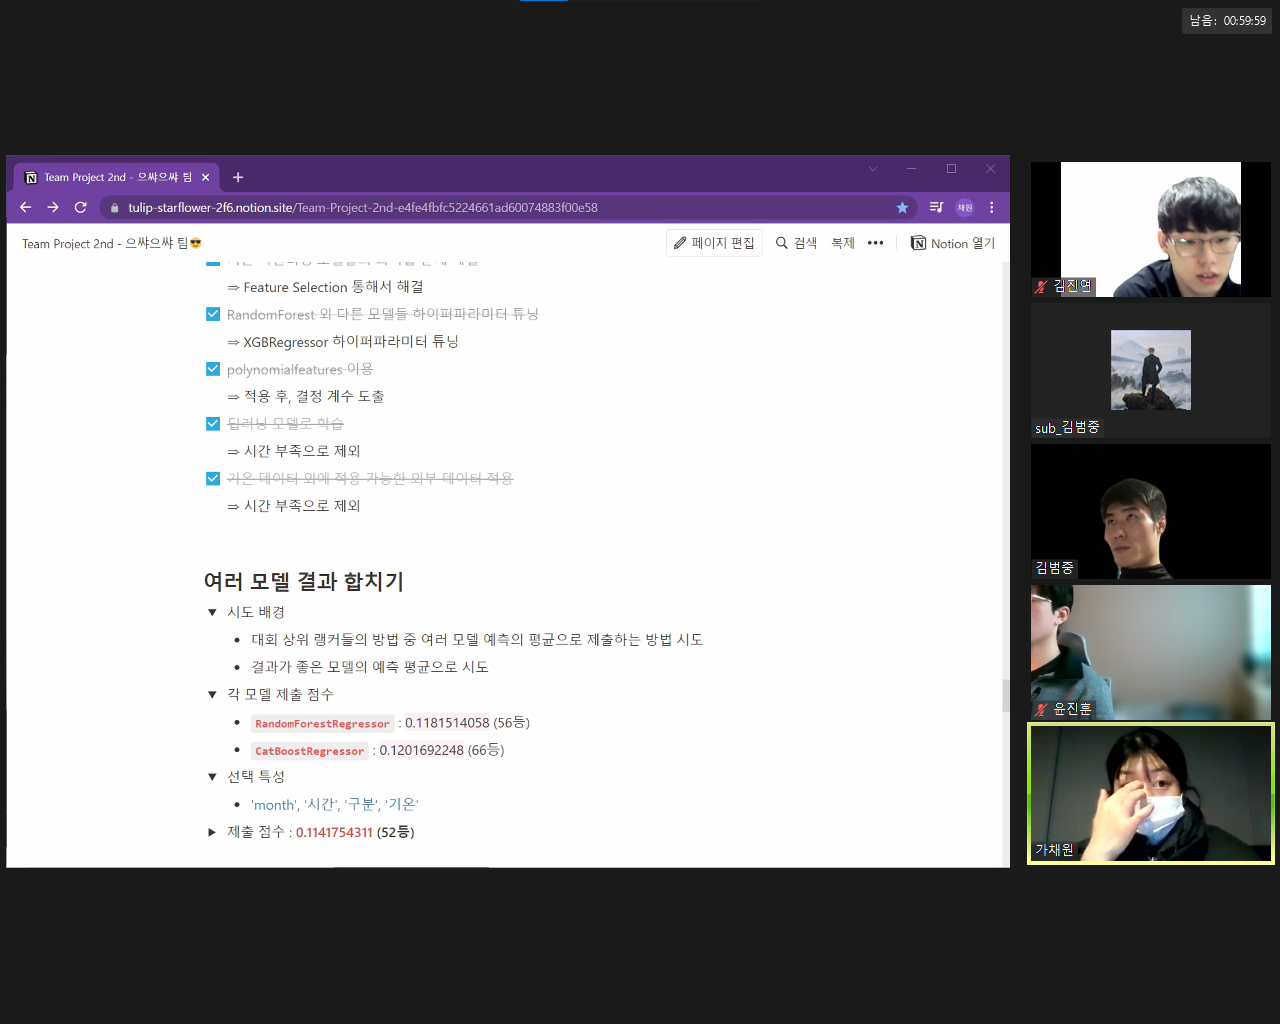 남음: 00:59:59
Team Project 2nd - 으쌰으쌰 팀
tulip-starflower-2f6.notion.site/Team-Project-2nd-e4fe4fbfc5224661ad60074883f00e58
채원
Team Project 2nd - 으쌰으쌰 팀😎
페이지 편집
검색
복제
Notion 열기
⇒ Feature Selection 통해서 해결
RandomForest 외 다른 모델들 하이퍼파라미터 튜닝
⇒ XGBRegressor 하이퍼파라미터 튜닝
polynomialfeatures 이용
⇒ 적용 후, 결정 계수 도출
딥러닝 모델로 학습
⇒ 시간 부족으로 제외
기온 데이터 외에 적용 가능한 외부 데이터 적용
⇒ 시간 부족으로 제외
여러 모델 결과 합치기
시도 배경
대회 상위 랭커들의 방법 중 여러 모델 예측의 평균으로 제출하는 방법 시도
결과가 좋은 모델의 예측 평균으로 시도
각 모델 제출 점수
RandomForestRegressor : 0.1181514058 (56등)
CatBoostRegressor : 0.1201692248 (66등)
선택 특성
'month', '시간', '구분', '기온'
제출 점수 : 0.1141754311 (52등)
김진연
sub_김범중
김범중
윤진훈
가채원